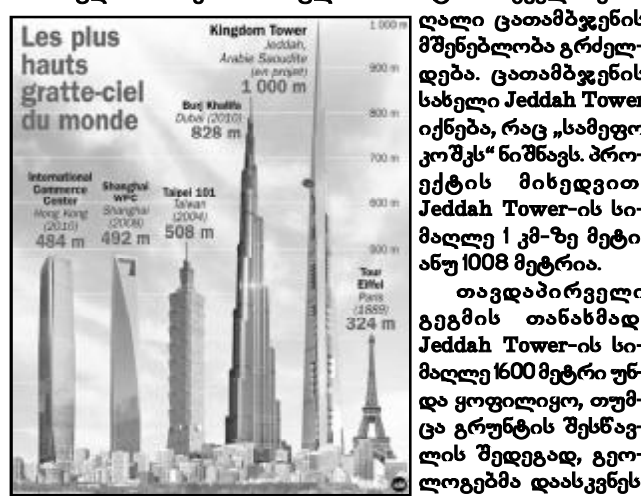 Les plus
hauts
gratte-ciel
du monde
Kingdom Tower
Jeddah,
Arabie Saoudite
(en projet)
1 000 m
Burj Khalifa
Dubai (2010)
828 m
International
Commerce
Center
Hong Kong
(2010)
484 m
Shanghai
WFC
Shanghai
(2008)
492 m
Taipei 101
Taiwan
(2004)
508 m
Tour
Eiffel
Paris
(1889)
324 m
1 000 m
900 m
800 m
700 m
600 m
500 m
ღალი ცათამბჯენის
მშენებლობა გრძელ-
დება. ცათამბჯენის
სახელი Jeddah Tower
იქნება, რაც „სამეფო
კოშკს“ ნიშნავს. პრო-
ექტის მიხედვით
Jeddah Tower-ის სი-
მაღლე 1 კმ-ზე მეტი
ანუ 1008 მეტრია.
თავდაპირველი
გეგმის თანახმად
Jeddah Tower-ის სი-
მაღლე 1600 მეტრი უნ-
და ყოფილიყო, თუმ-
ცა გრუნტის შესწავ-
ლის შედეგად, გეო-
ლოგებმა დაასკვნეს